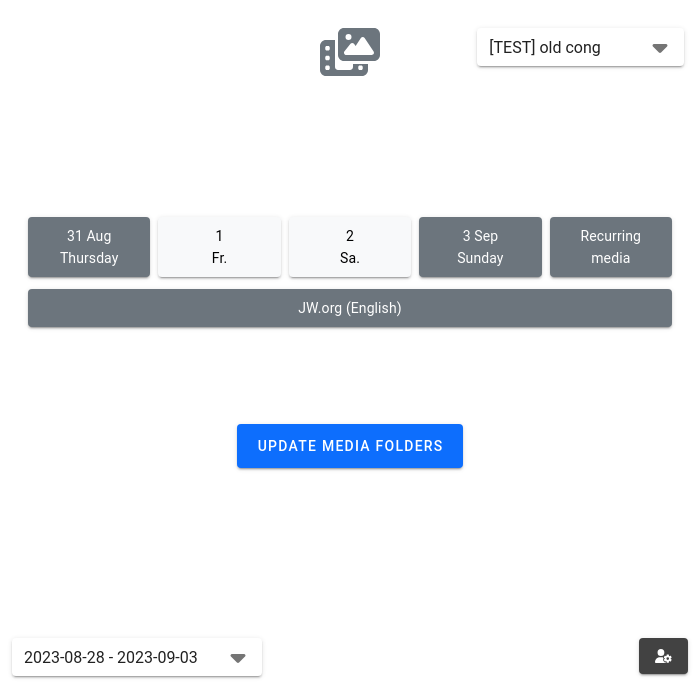 [TEST] old cong
31 Aug
Thursday
1
Fr.
2
Sa.
3 Sep
Sunday
Recurring
media
JW.org (English)
UPDATE MEDIA FOLDERS
2023-08-28 - 2023-09-03